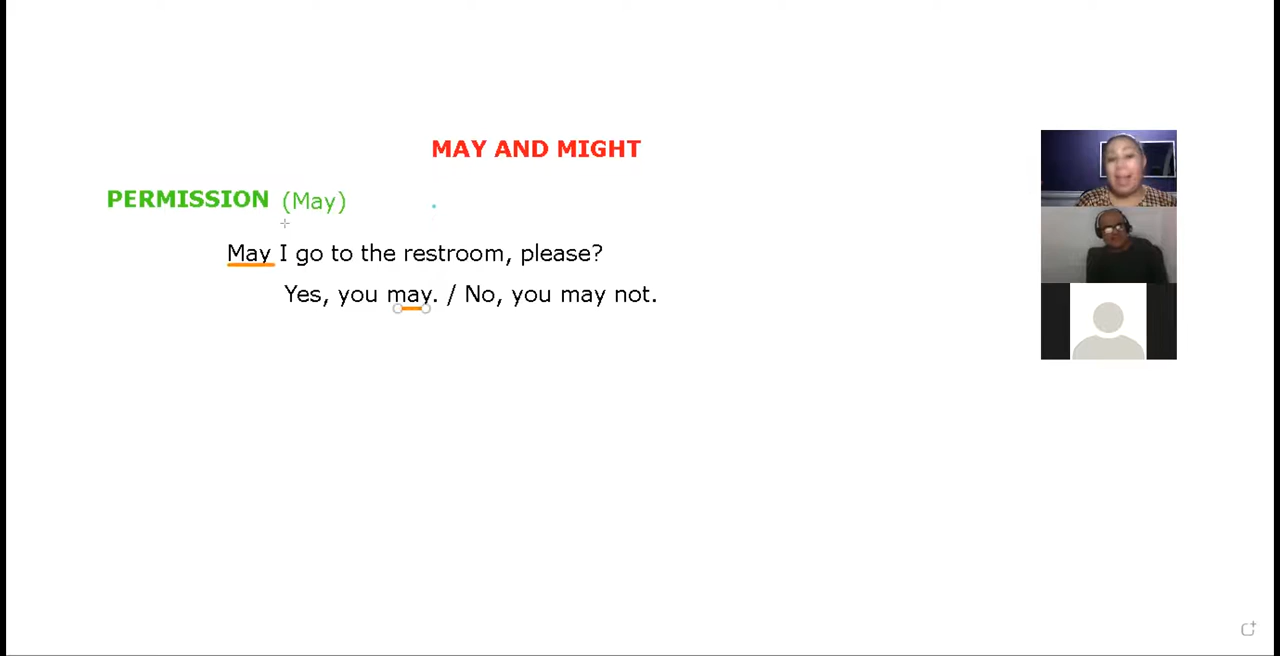 MAY AND MIGHT
PERMISSION (May)
May I go to the restroom, please?
Yes, you may. / No, you may not.